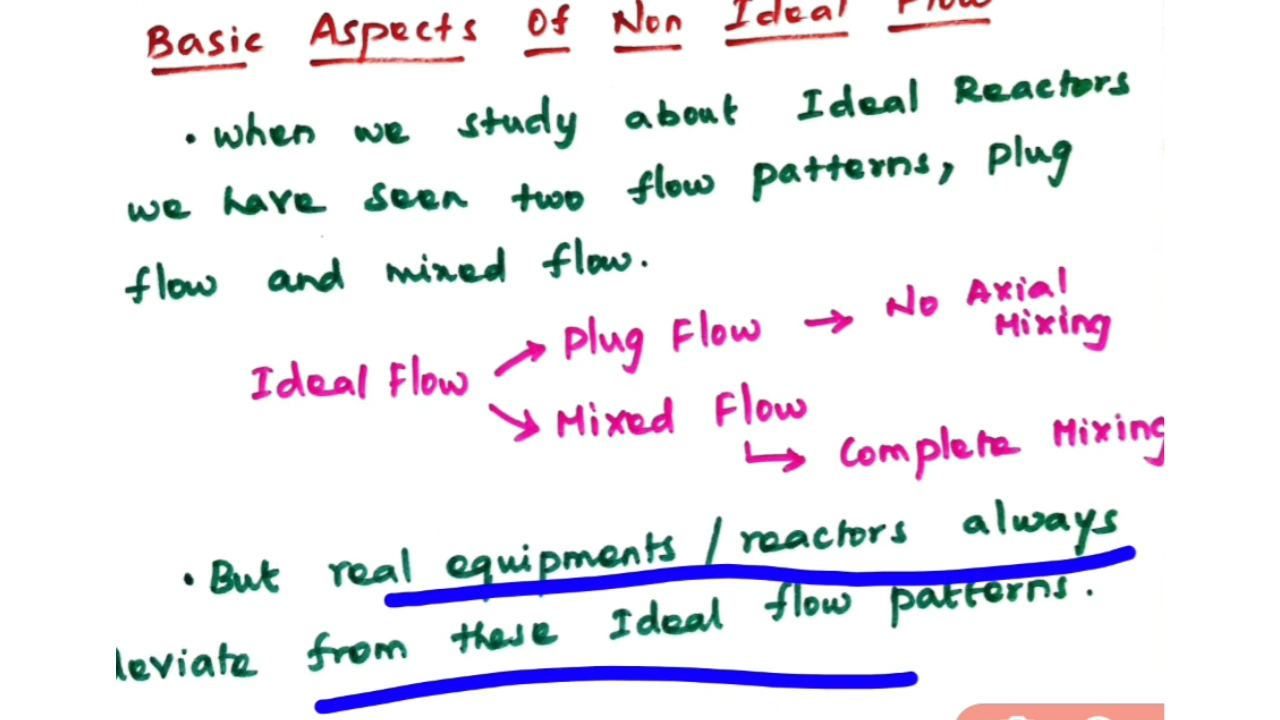 Basic Aspects Of Non Ideal Flow
• when we study about Ideal Reactors
we have seen two flow patterns, plug
flow and mixed flow.
Ideal Flow → Plug Flow → No Axial Mixing
→ Mixed Flow
↳ Complete Mixing
• But real equipments / reactors always
deviate from these Ideal flow patterns.